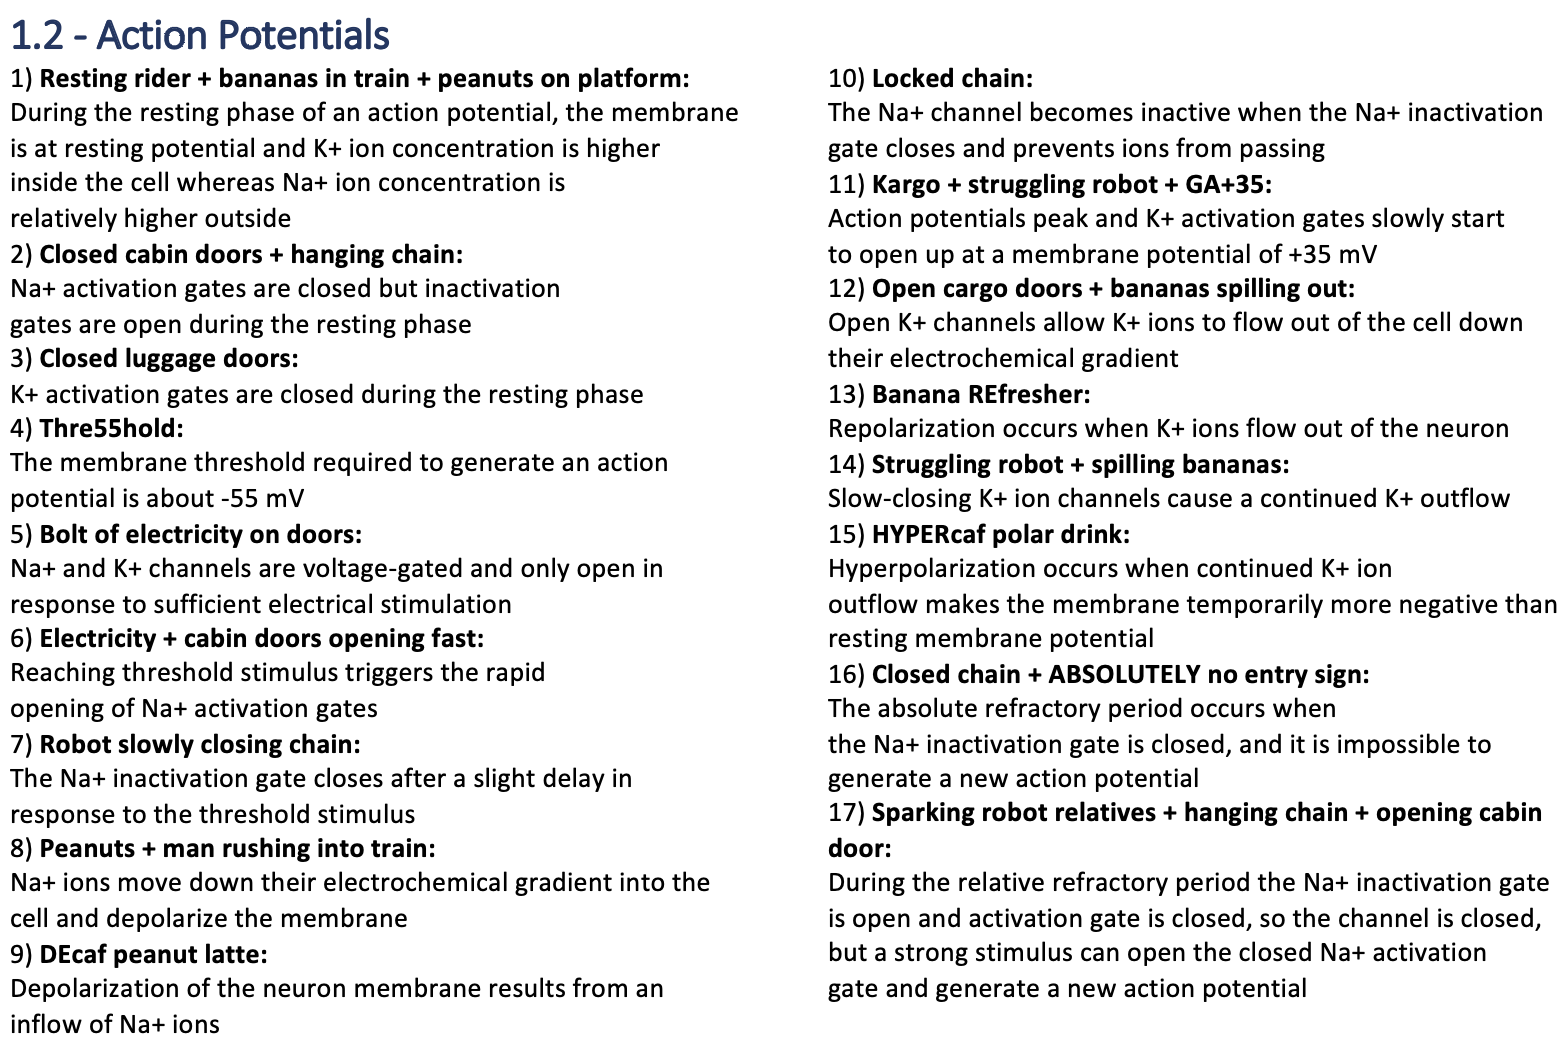 1.2 - Action Potentials
1) Resting rider + bananas in train + peanuts on platform:
During the resting phase of an action potential, the membrane
is at resting potential and K+ ion concentration is higher
inside the cell whereas Na+ ion concentration is
relatively higher outside
2) Closed cabin doors + hanging chain:
Na+ activation gates are closed but inactivation
gates are open during the resting phase
3) Closed luggage doors:
K+ activation gates are closed during the resting phase
4) Thre55hold:
The membrane threshold required to generate an action
potential is about -55 mV
5) Bolt of electricity on doors:
Na+ and K+ channels are voltage-gated and only open in
response to sufficient electrical stimulation
6) Electricity + cabin doors opening fast:
Reaching threshold stimulus triggers the rapid
opening of Na+ activation gates
7) Robot slowly closing chain:
The Na+ inactivation gate closes after a slight delay in
response to the threshold stimulus
8) Peanuts + man rushing into train:
Na+ ions move down their electrochemical gradient into the
cell and depolarize the membrane
9) DEcaf peanut latte:
Depolarization of the neuron membrane results from an
inflow of Na+ ions
10) Locked chain:
The Na+ channel becomes inactive when the Na+ inactivation
gate closes and prevents ions from passing
11) Kargo + struggling robot + GA+35:
Action potentials peak and K+ activation gates slowly start
to open up at a membrane potential of +35 mV
12) Open cargo doors + bananas spilling out:
Open K+ channels allow K+ ions to flow out of the cell down
their electrochemical gradient
13) Banana REfresher:
Repolarization occurs when K+ ions flow out of the neuron
14) Struggling robot + spilling bananas:
Slow-closing K+ ion channels cause a continued K+ outflow
15) HYPERcaf polar drink:
Hyperpolarization occurs when continued K+ ion
outflow makes the membrane temporarily more negative than
resting membrane potential
16) Closed chain + ABSOLUTELY no entry sign:
The absolute refractory period occurs when
the Na+ inactivation gate is closed, and it is impossible to
generate a new action potential
17) Sparking robot relatives + hanging chain + opening cabin
door:
During the relative refractory period the Na+ inactivation gate
is open and activation gate is closed, so the channel is closed,
but a strong stimulus can open the closed Na+ activation
gate and generate a new action potential